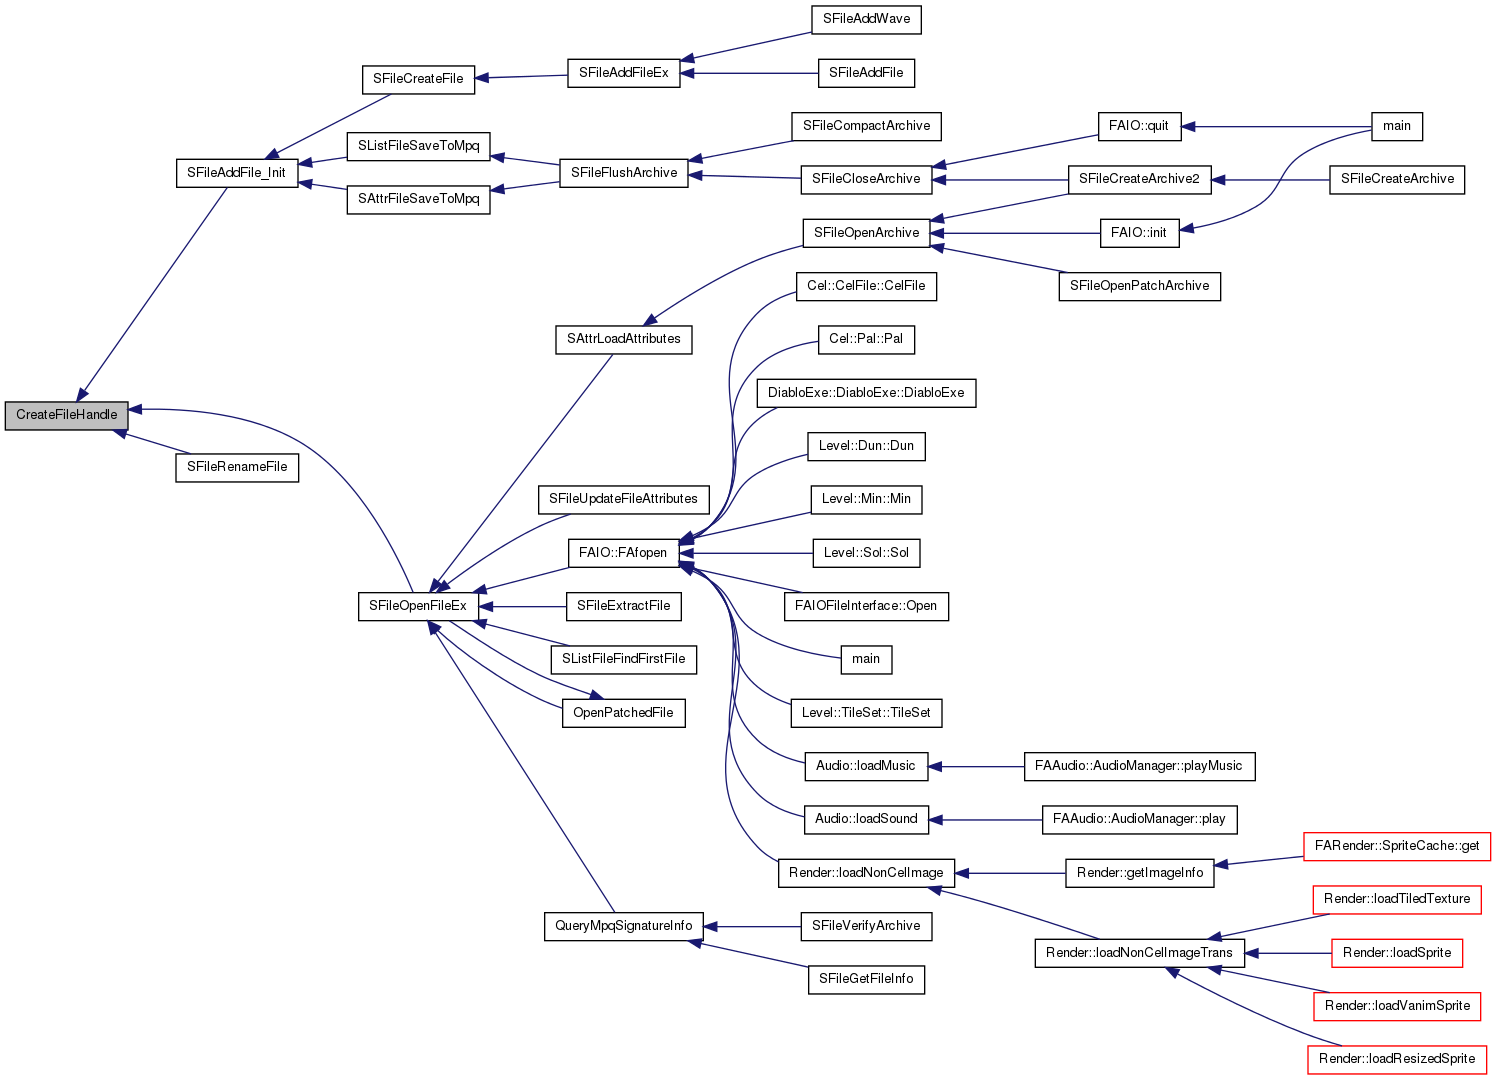 SFileAddWave
SFileCreateFile
SFileAddFileEx
SFileAddFile
SFileCompactArchive
FAIO::quit
main
SListFileSaveToMpq
SFileAddFile_Init
SFileFlushArchive
SFileCloseArchive
SFileCreateArchive2
SFileCreateArchive
SAttrFileSaveToMpq
SFileOpenArchive
FAIO::init
SFileOpenPatchArchive
Cel::CelFile::CelFile
SAttrLoadAttributes
Cel::Pal::Pal
DiabloExe::DiabloExe::DiabloExe
CreateFileHandle
Level::Dun::Dun
SFileRenameFile
SFileUpdateFileAttributes
Level::Min::Min
FAIO::FAfopen
Level::Sol::Sol
SFileOpenFileEx
SFileExtractFile
FAIOFileInterface::Open
SListFileFindFirstFile
main
OpenPatchedFile
Level::TileSet::TileSet
Audio::loadMusic
FAAudio::AudioManager::playMusic
Audio::loadSound
FAAudio::AudioManager::play
Render::loadNonCelImage
Render::getImageInfo
FARender::SpriteCache::get
QueryMpqSignatureInfo
SFileVerifyArchive
Render::loadTiledTexture
Render::loadNonCelImageTrans
Render::loadSprite
SFileGetFileInfo
Render::loadVanimSprite
Render::loadResizedSprite